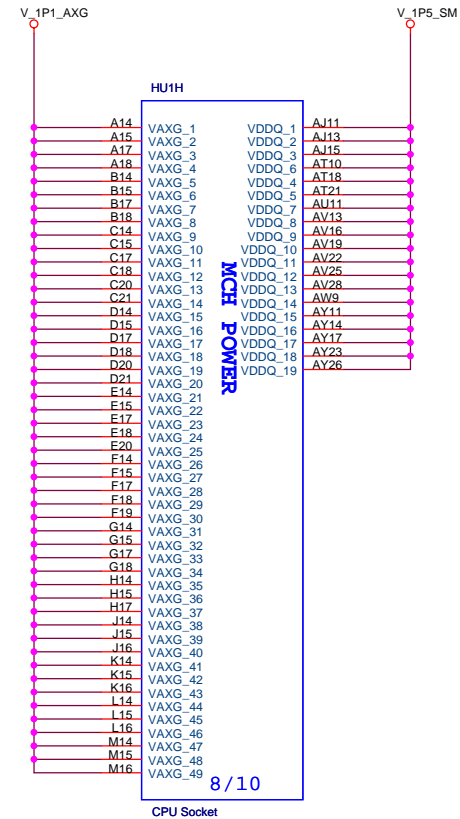 V_1P1_AXG V_1P5_SM
HU1H
A14 VAXG_1 VDDQ_1 AJ11
A15 VAXG_2 VDDQ_2 AJ13
A17 VAXG_3 VDDQ_3 AJ15
A18 VAXG_4 VDDQ_6 AT10
B14 VAXG_5 VDDQ_4 AT18
B15 VAXG_6 VDDQ_5 AT21
B17 VAXG_7 VDDQ_7 AU11
B18 VAXG_8 VDDQ_8 AV13
C14 VAXG_9 VDDQ_9 AV16
C15 VAXG_10 VDDQ_10 AV19
C17 VAXG_11 VDDQ_11 AV22
C18 VAXG_12 VDDQ_12 AV25
C20 VAXG_13 VDDQ_13 AV28
C21 VAXG_14 VDDQ_14 AW9
D14 VAXG_15 VDDQ_15 AY11
D15 VAXG_16 VDDQ_16 AY14
D17 VAXG_17 VDDQ_17 AY17
D18 VAXG_18 VDDQ_18 AY23
D20 VAXG_19 VDDQ_19 AY26
MCH POWER
D21 VAXG_20
E14 VAXG_21
E15 VAXG_22
E17 VAXG_23
E18 VAXG_24
E20 VAXG_25
F14 VAXG_26
F15 VAXG_27
F17 VAXG_28
F18 VAXG_29
F19 VAXG_30
G14 VAXG_31
G15 VAXG_32
G17 VAXG_33
G18 VAXG_34
H14 VAXG_35
H15 VAXG_36
H17 VAXG_37
J14 VAXG_38
J15 VAXG_39
J16 VAXG_40
K14 VAXG_41
K15 VAXG_42
K16 VAXG_43
L14 VAXG_44
L15 VAXG_45
L16 VAXG_46
M14 VAXG_47
M15 VAXG_48
M16 VAXG_49
8/10
CPU Socket